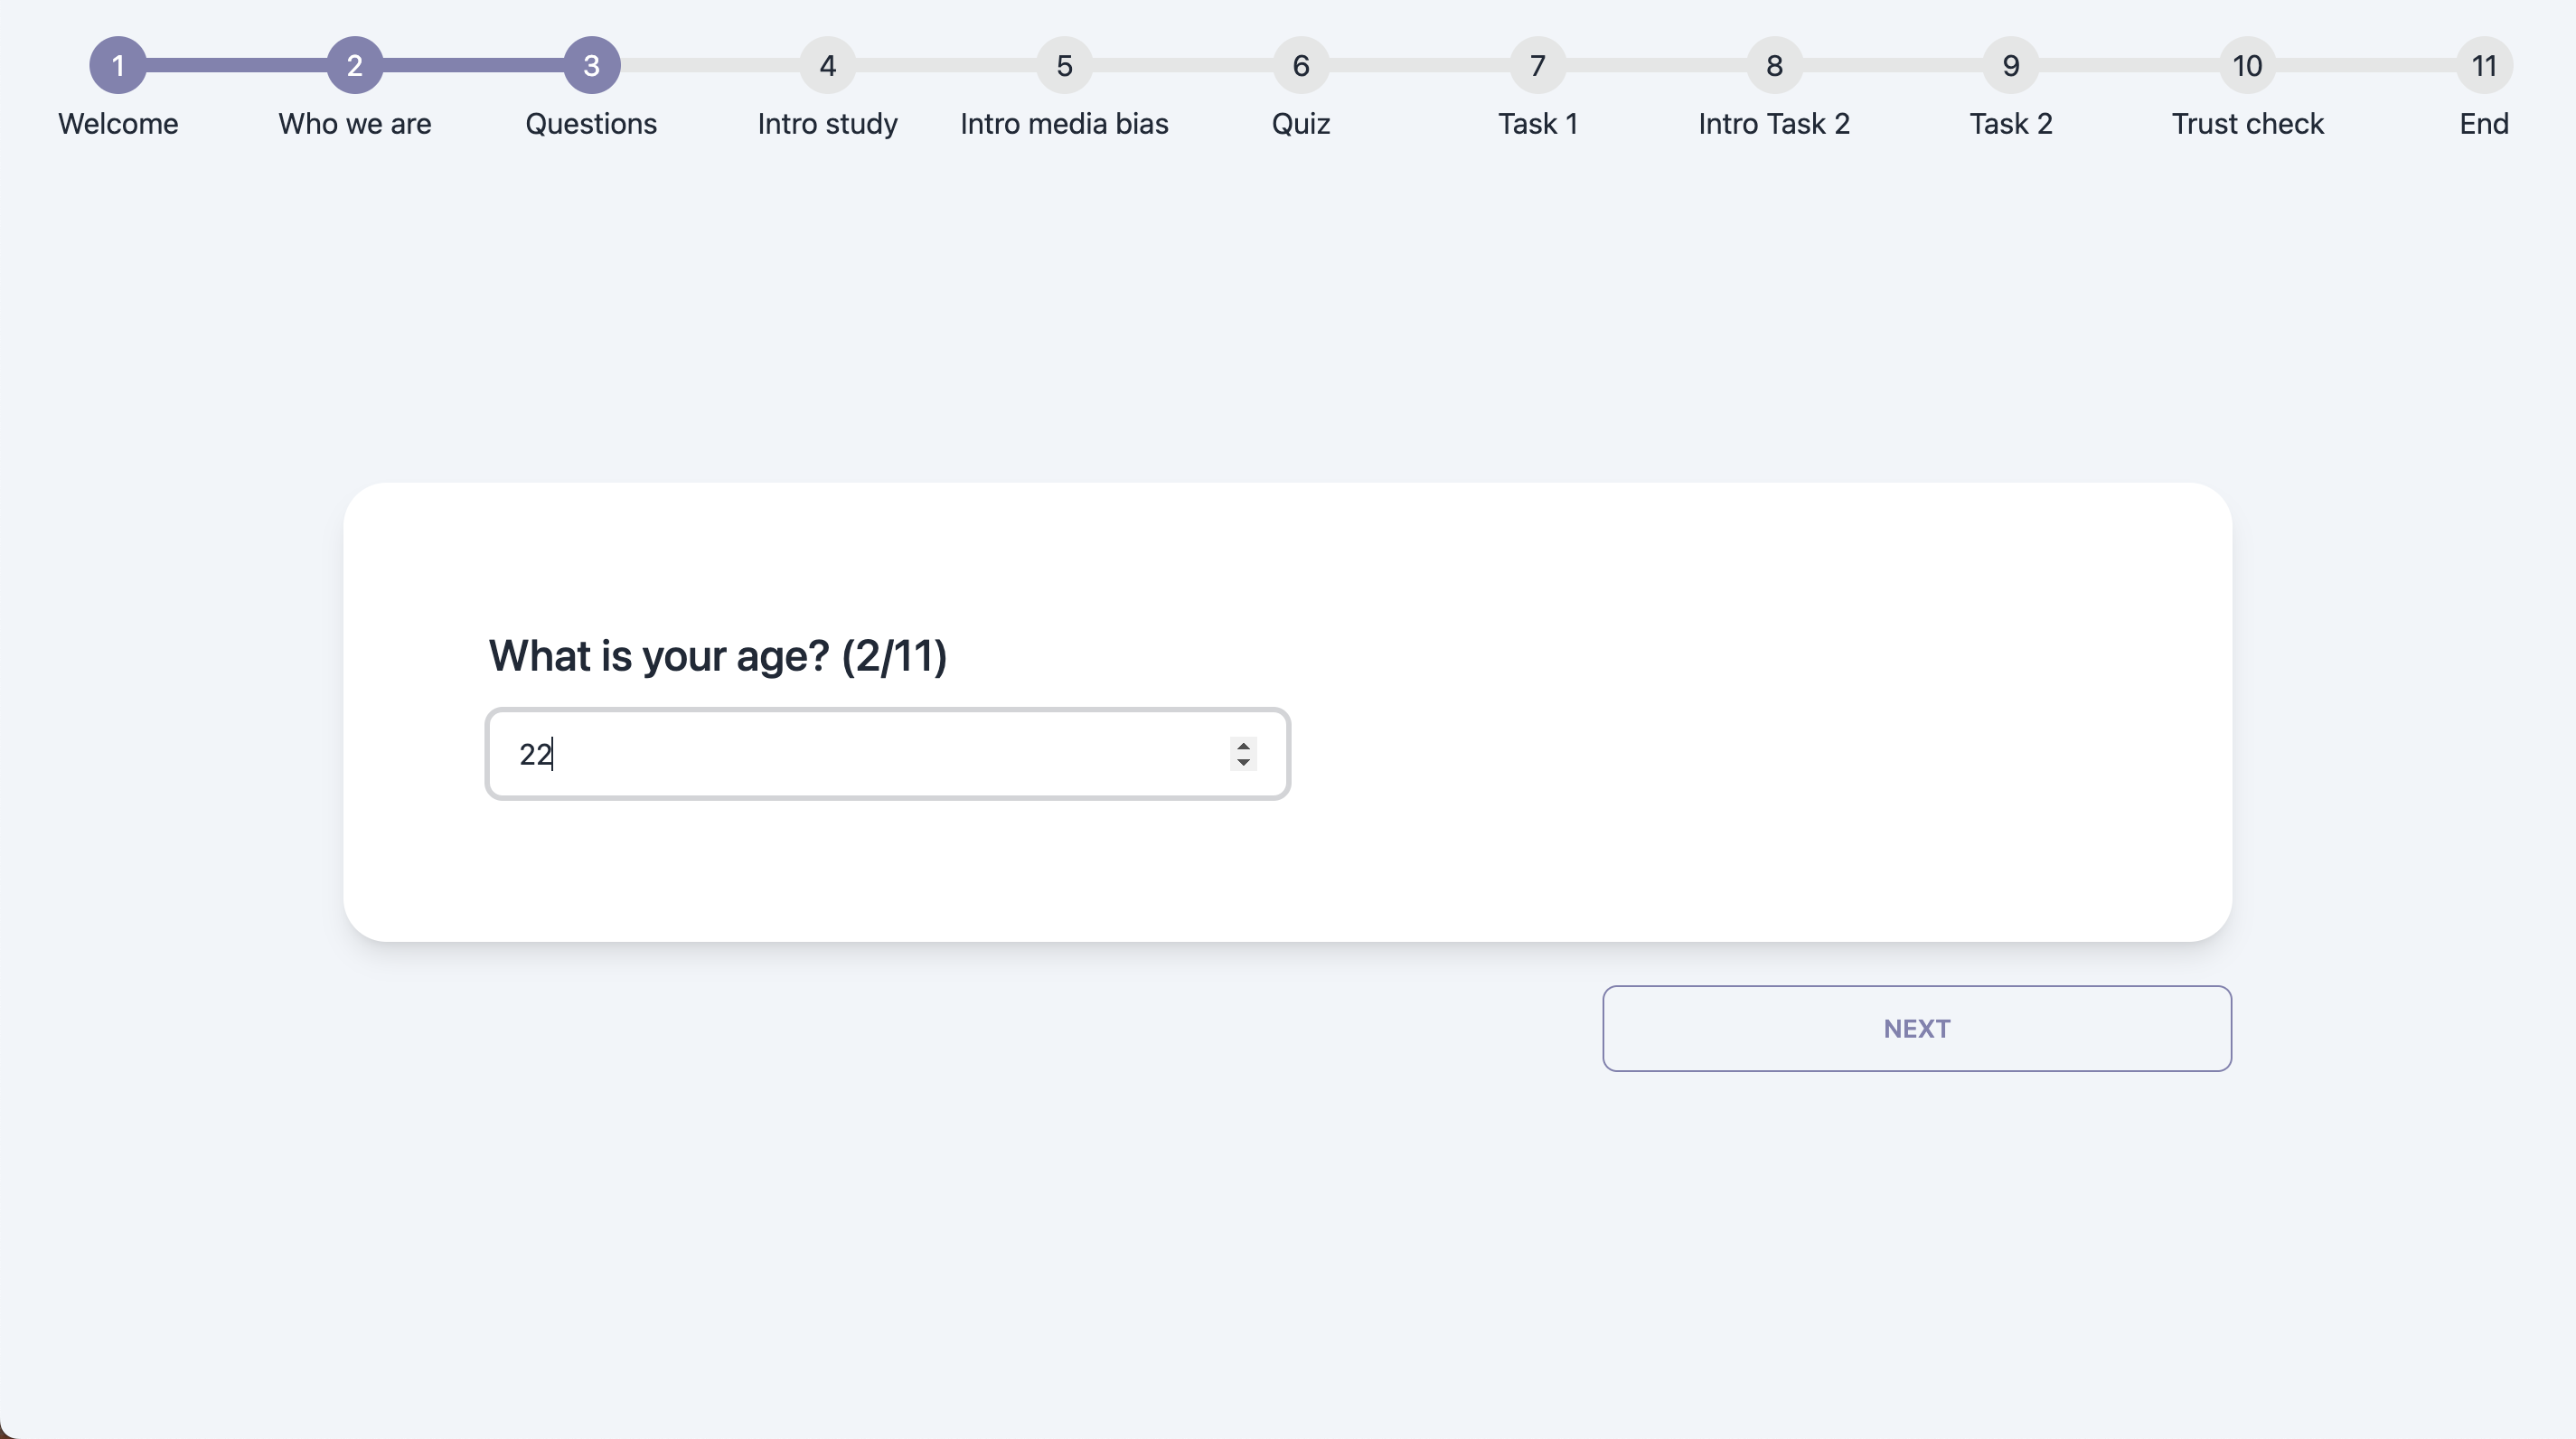 1 2 3 4 5 6 7 8 9 10 11
Welcome Who we are Questions Intro study Intro media bias Quiz Task 1 Intro Task 2 Task 2 Trust check End
What is your age? (2/11)
22
NEXT